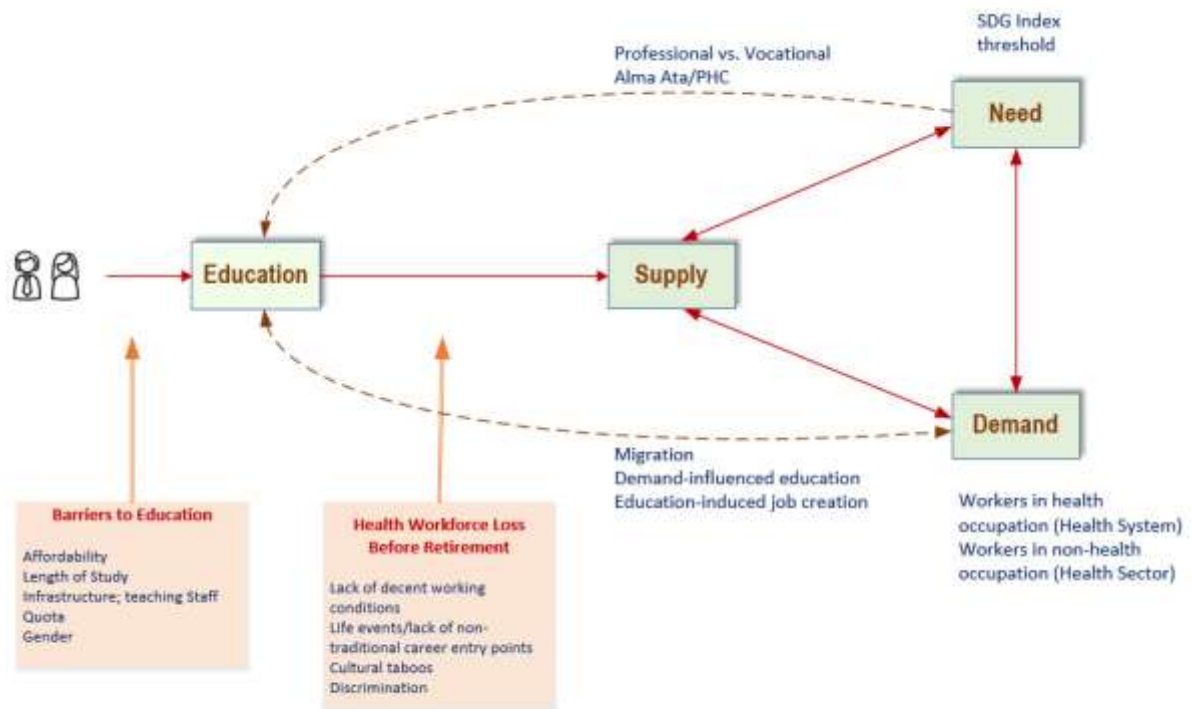 SDG Index
threshold
Professional vs. Vocational
Alma Ata/PHC
Need
Education
Supply
Demand
Migration
Demand-influenced education
Education-induced job creation
Workers in health
occupation (Health System)
Workers in non-health
occupation (Health Sector)
Barriers to Education
Affordability
Length of Study
Infrastructure; teaching Staff
Quota
Gender
Health Workforce Loss
Before Retirement
Lack of decent working
conditions
Life events/lack of non-
traditional career entry points
Cultural taboos
Discrimination